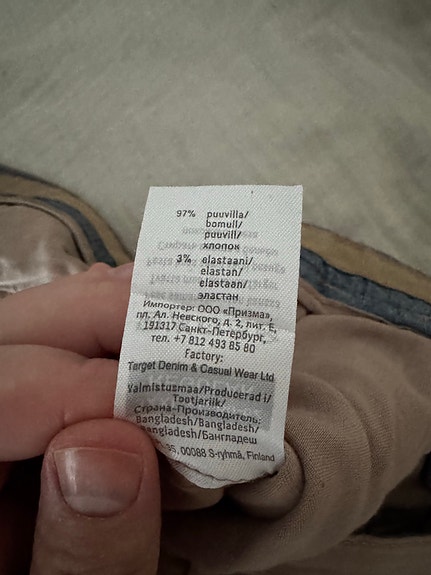 97% puuvilla/
bomull/
puuvill/
хлопок
3% elastaani/
elastan/
elastaan/
эластан
Импортер: ООО «Призма»,
пл. Ал. Невского, д. 2, лит. Е,
191317 Санкт-Петербург,
тел. +7 812 493 85 80
Factory:
Target Denim & Casual Wear Ltd
Valmistusmaa/Producerad i/
Tootjariik/
Страна-Производитель:
Bangladesh/Bangladesh/
Bangladesh/Бангладеш
95, 00088 S-ryhmä, Finland